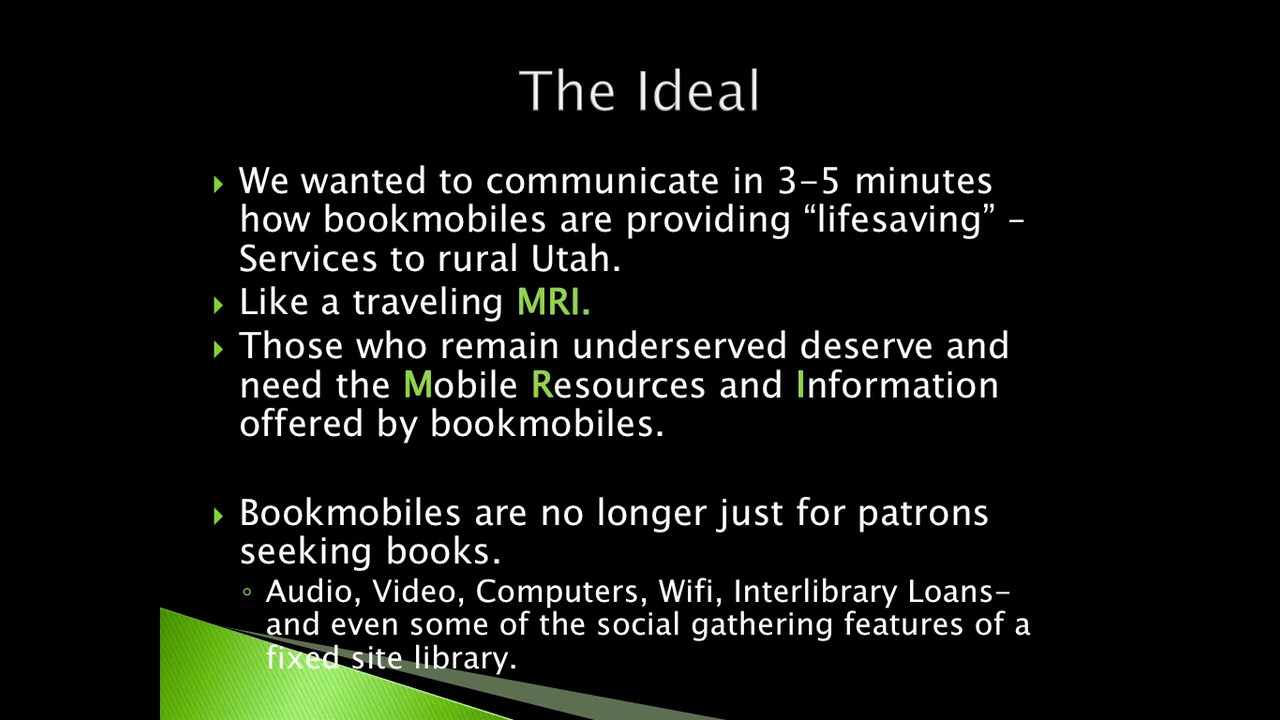 The Ideal
We wanted to communicate in 3-5 minutes
how bookmobiles are providing “lifesaving” –
Services to rural Utah.
Like a traveling MRI.
Those who remain underserved deserve and
need the Mobile Resources and Information
offered by bookmobiles.
Bookmobiles are no longer just for patrons
seeking books.
Audio, Video, Computers, Wifi, Interlibrary Loans-
and even some of the social gathering features of a
fixed site library.